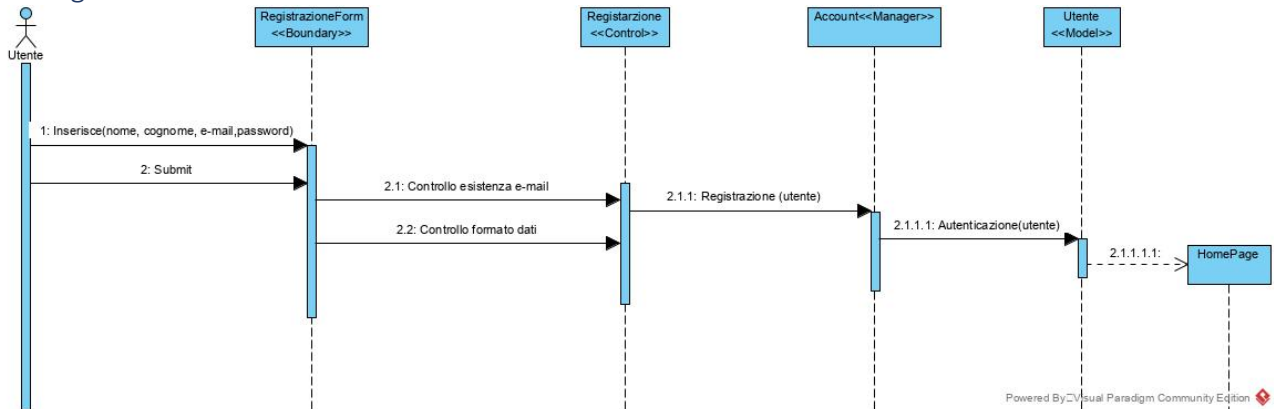 RegistrazioneForm
<<Boundary>>
Registarzione
<<Control>>
Account<<Manager>>
Utente
<<Model>>
Utente
1: Inserisce(nome, cognome, e-mail,password)
2: Submit
2.1: Controllo esistenza e-mail
2.1.1: Registrazione (utente)
2.2: Controllo formato dati
2.1.1.1: Autenticazione(utente)
2.1.1.1.1:
HomePage
Powered By Visual Paradigm Community Edition